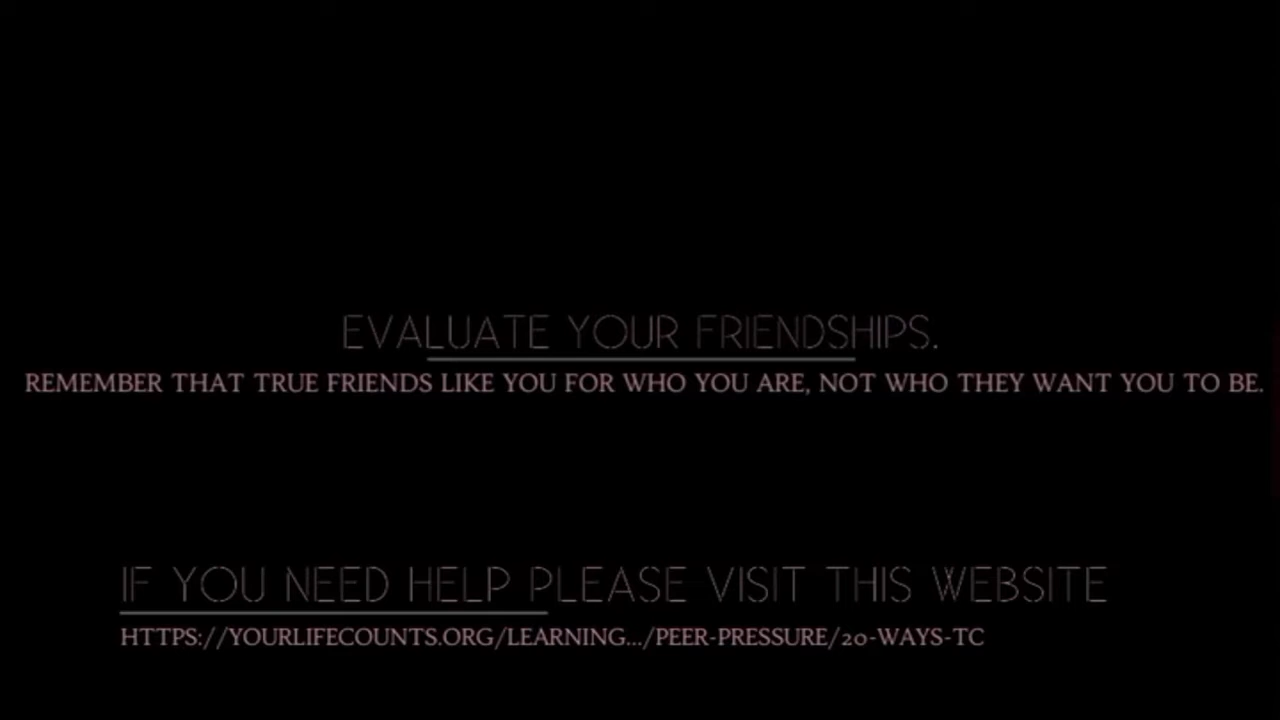 EVALUATE YOUR FRIENDSHIPS.
REMEMBER THAT TRUE FRIENDS LIKE YOU FOR WHO YOU ARE, NOT WHO THEY WANT YOU TO BE.
IF YOU NEED HELP PLEASE VISIT THIS WEBSITE
HTTPS://YOURLIFECOUNTS.ORG/LEARNING.../PEER-PRESSURE/20-WAYS-TC